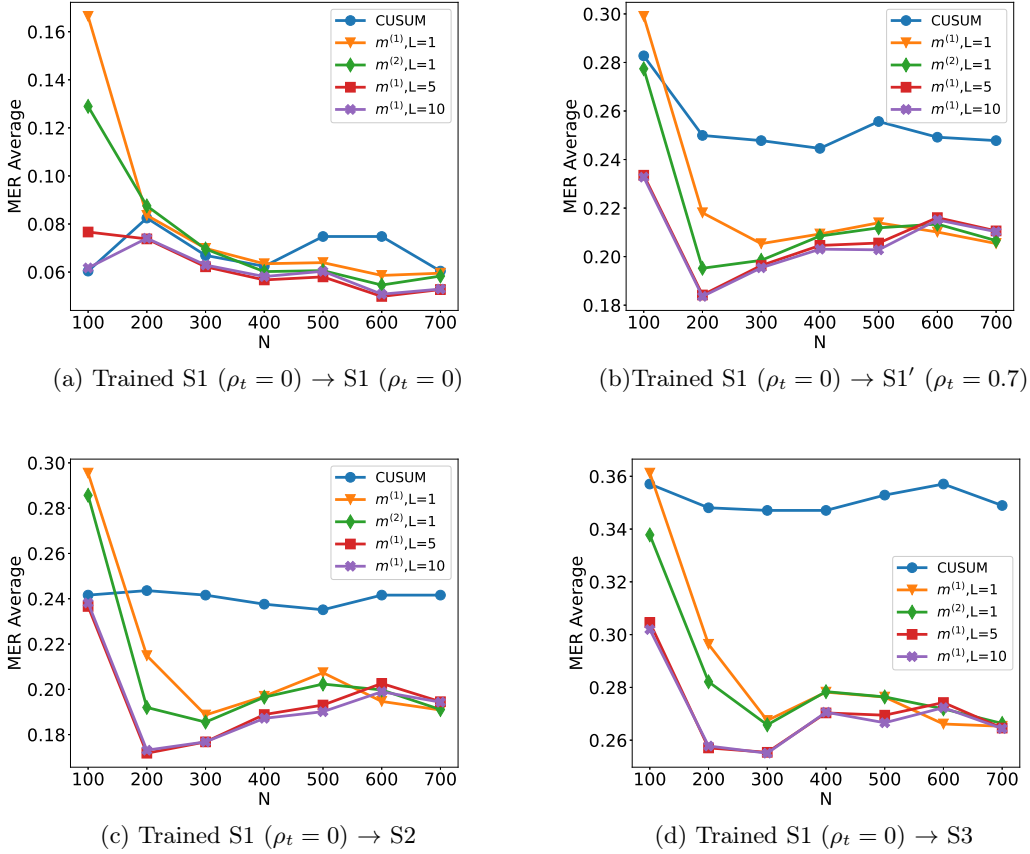 0.16
0.14
0.12
0.10
0.08
0.06
MER Average
100 200 300 400 500 600 700
N
CUSUM
m(1),L=1
m(2),L=1
m(1),L=5
m(1),L=10
(a) Trained S1 (ρt = 0) → S1 (ρt = 0)
0.30
0.28
0.26
0.24
0.22
0.20
0.18
MER Average
100 200 300 400 500 600 700
N
CUSUM
m(1),L=1
m(2),L=1
m(1),L=5
m(1),L=10
(b)Trained S1 (ρt = 0) → S1′ (ρt = 0.7)
0.30
0.28
0.26
0.24
0.22
0.20
0.18
MER Average
100 200 300 400 500 600 700
N
CUSUM
m(1),L=1
m(2),L=1
m(1),L=5
m(1),L=10
(c) Trained S1 (ρt = 0) → S2
0.36
0.34
0.32
0.30
0.28
0.26
MER Average
100 200 300 400 500 600 700
N
CUSUM
m(1),L=1
m(2),L=1
m(1),L=5
m(1),L=10
(d) Trained S1 (ρt = 0) → S3